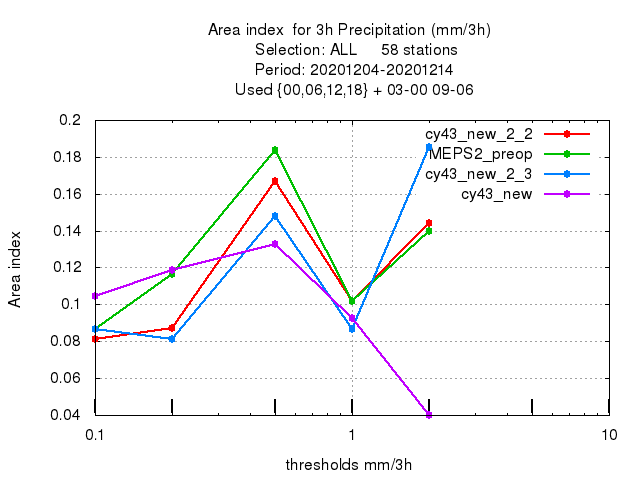 Area index  for 3h Precipitation (mm/3h)
Selection: ALL     58 stations
Period: 20201204-20201214
Used {00,06,12,18} + 03-00 09-06
0.2
0.18
0.16
0.14
0.12
0.1
0.08
0.06
0.04
Area index
cy43_new_2_2
MEPS2_preop
cy43_new_2_3
cy43_new
0.1
1
10
thresholds mm/3h